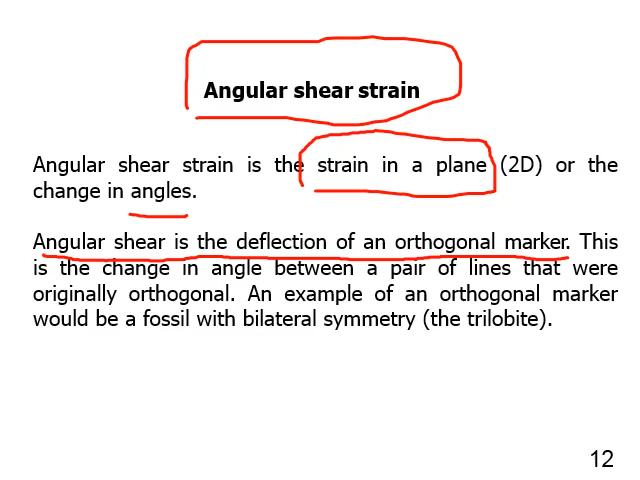 Angular shear strain
Angular shear strain is the strain in a plane (2D) or the
change in angles.
Angular shear is the deflection of an orthogonal marker. This
is the change in angle between a pair of lines that were
originally orthogonal. An example of an orthogonal marker
would be a fossil with bilateral symmetry (the trilobite).
12